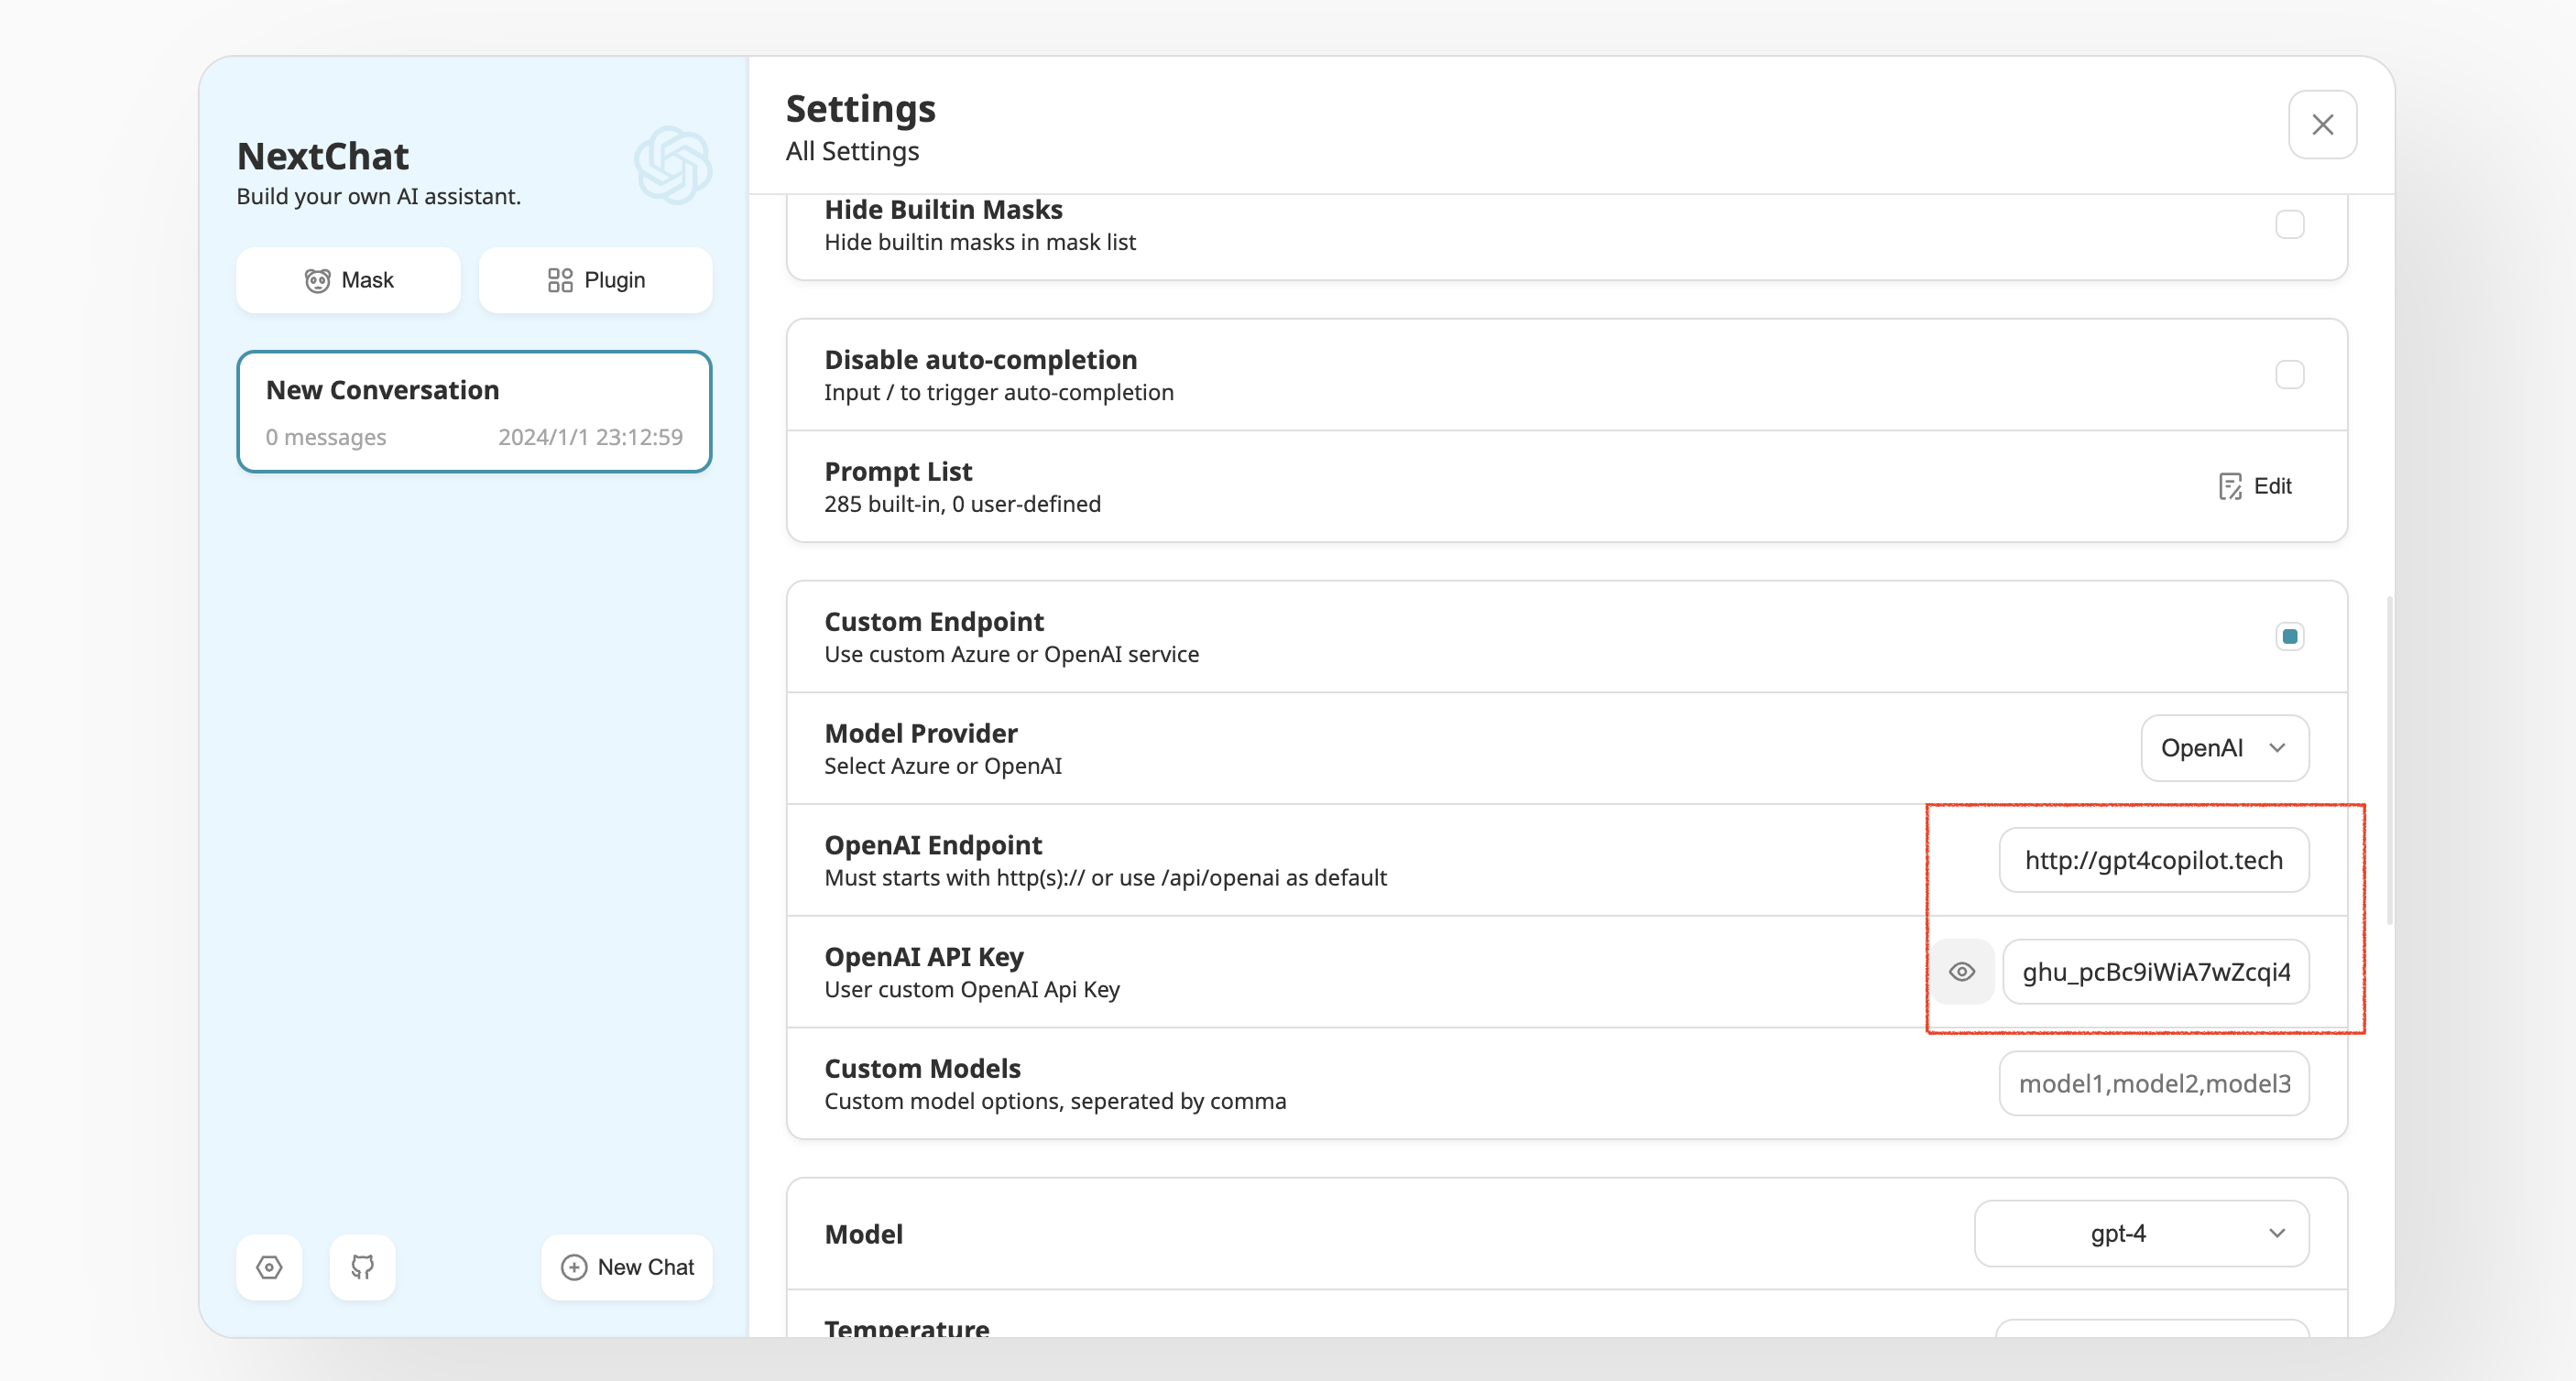 NextChat
Build your own AI assistant.
Mask
Plugin
New Conversation
0 messages 2024/1/1 23:12:59
New Chat
Settings
All Settings
Hide Builtin Masks
Hide builtin masks in mask list
Disable auto-completion
Input / to trigger auto-completion
Prompt List
285 built-in, 0 user-defined
Edit
Custom Endpoint
Use custom Azure or OpenAI service
Model Provider
Select Azure or OpenAI
OpenAI
OpenAI Endpoint
Must starts with http(s):// or use /api/openai as default
http://gpt4copilot.tech
OpenAI API Key
User custom OpenAI Api Key
ghu_pcBc9iWiA7wZcqi4
Custom Models
Custom model options, seperated by comma
model1,model2,model3
Model
gpt-4
Temperature